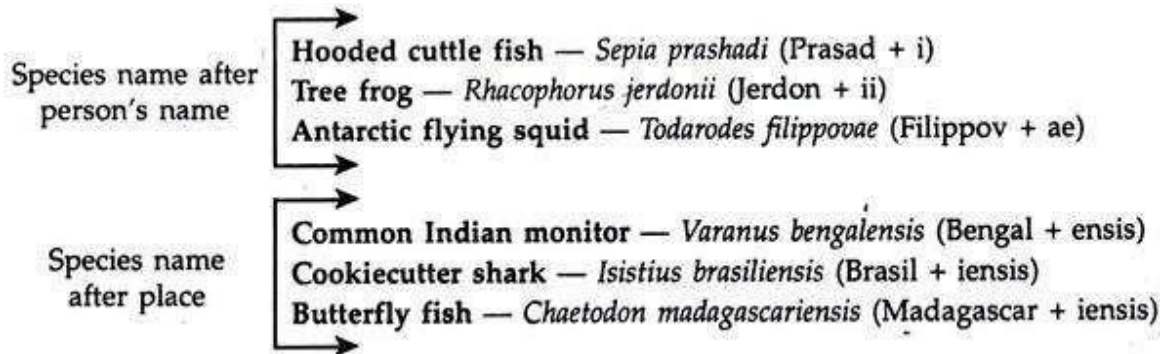 Species name after
person's name
Hooded cuttle fish — Sepia prashadi (Prasad + i)
Tree frog — Rhacophorus jerdonii (Jerdon + ii)
Antarctic flying squid — Todarodes filippovae (Filippov + ae)
Species name
after place
Common Indian monitor — Varanus bengalensis (Bengal + ensis)
Cookiecutter shark — Isistius brasiliensis (Brasil + iensis)
Butterfly fish — Chaetodon madagascariensis (Madagascar + iensis)